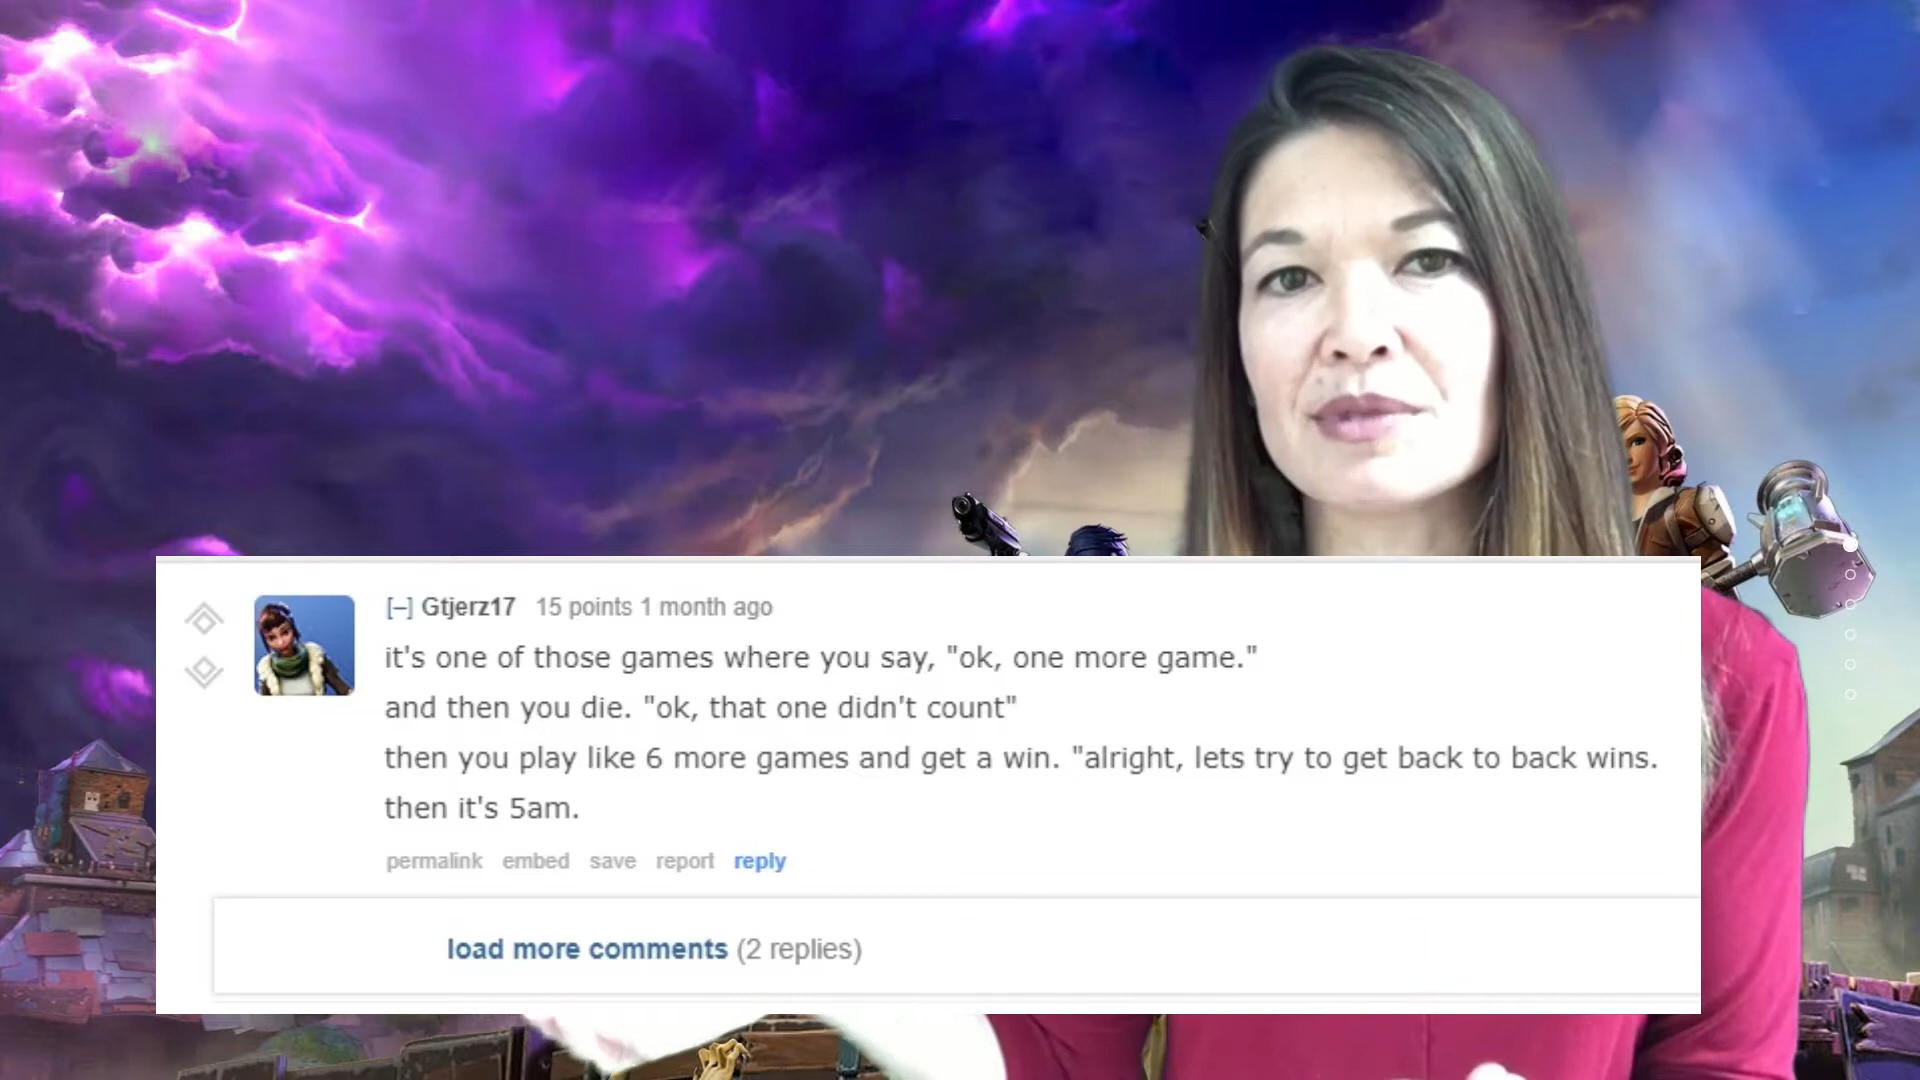 [–] Gtjerz17 15 points 1 month ago
it's one of those games where you say, "ok, one more game."
and then you die. "ok, that one didn't count"
then you play like 6 more games and get a win. "alright, lets try to get back to back wins.
then it's 5am.
permalink embed save report reply
load more comments (2 replies)